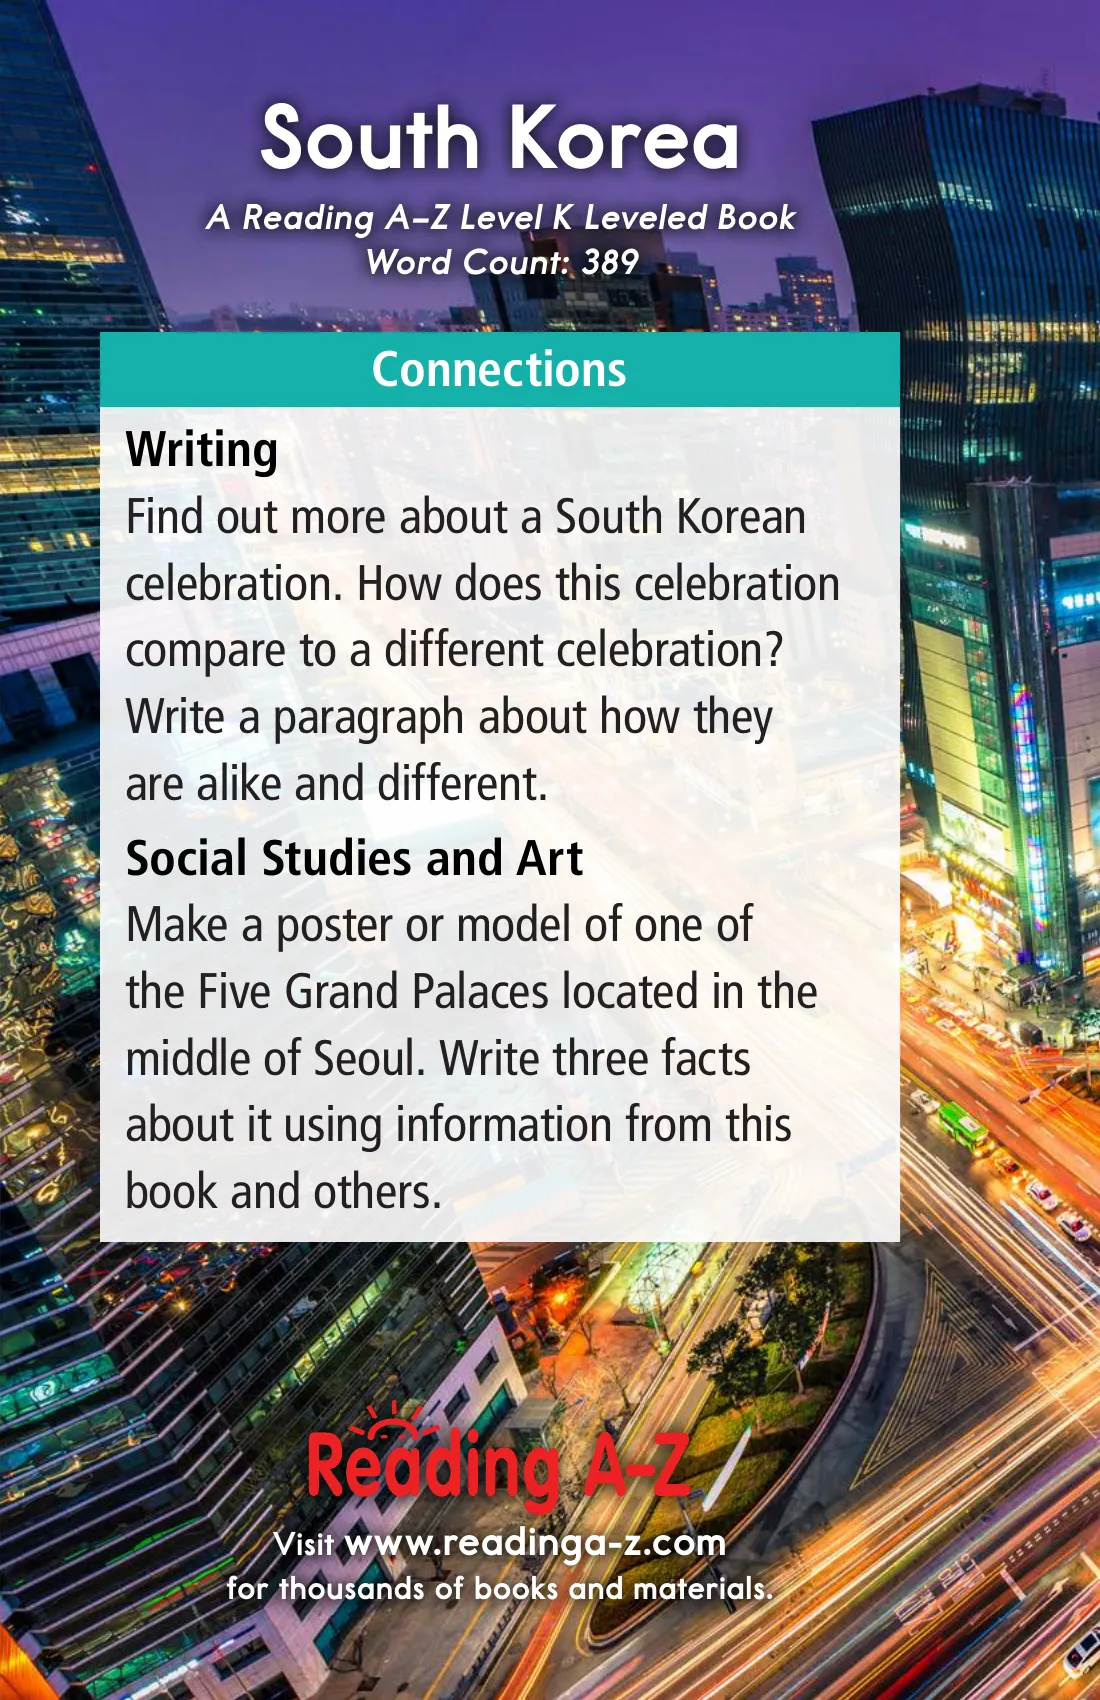 South Korea
A Reading A–Z Level K Leveled Book
Word Count: 389
Connections
Writing
Find out more about a South Korean
celebration. How does this celebration
compare to a different celebration?
Write a paragraph about how they
are alike and different.
Social Studies and Art
Make a poster or model of one of
the Five Grand Palaces located in the
middle of Seoul. Write three facts
about it using information from this
book and others.
Reading A–Z
Visit www.readinga-z.com
for thousands of books and materials.